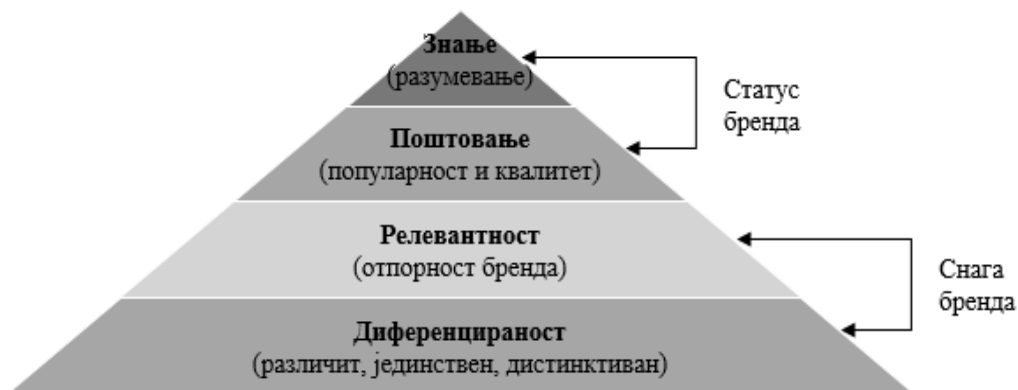 Знање
(разумевање)
Статус
бренда
Поштовање
(популарност и квалитет)
Релевантност
(отпорност бренда)
Снага
бренда
Диференцираност
(различит, јединствен, дистинктиван)